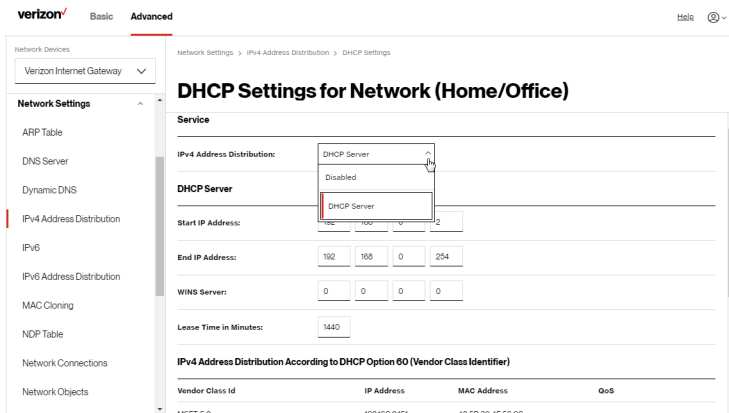 verizon✓ Basic Advanced Help
Network Devices
Verizon Internet Gateway
Network Settings
ARP Table
DNS Server
Dynamic DNS
IPv4 Address Distribution
IPv6
IPv6 Address Distribution
MAC Cloning
NDP Table
Network Connections
Network Objects
Network Settings > IPv4 Address Distribution > DHCP Settings
DHCP Settings for Network (Home/Office)
Service
IPv4 Address Distribution: DHCP Server
Disabled
DHCP Server
DHCP Server
Start IP Address: 192 168 0 2
End IP Address: 192 168 0 254
WINS Server: 0 0 0 0
Lease Time in Minutes: 1440
IPv4 Address Distribution According to DHCP Option 60 (Vendor Class Identifier)
Vendor Class Id IP Address MAC Address QoS